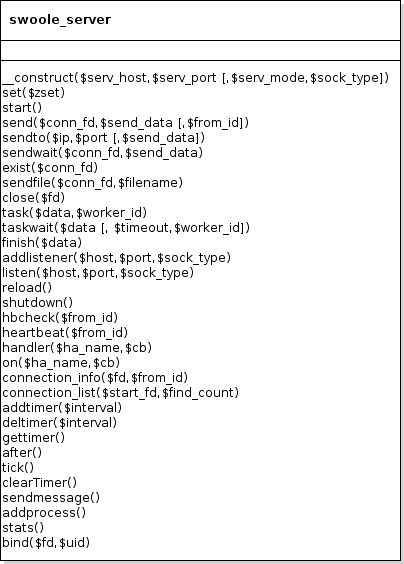 swoole_server
__construct($serv_host,$serv_port [,$serv_mode,$sock_type])
set($zset)
start()
send($conn_fd,$send_data [,$from_id])
sendto($ip,$port [,$send_data])
sendwait($conn_fd,$send_data)
exist($conn_fd)
sendfile($conn_fd,$filename)
close($fd)
task($data,$worker_id)
taskwait($data [, $timeout,$worker_id])
finish($data)
addlistener($host,$port,$sock_type)
listen($host,$port,$sock_type)
reload()
shutdown()
hbcheck($from_id)
heartbeat($from_id)
handler($ha_name,$cb)
on($ha_name,$cb)
connection_info($fd,$from_id)
connection_list($start_fd,$find_count)
addtimer($interval)
deltimer($interval)
gettimer()
after()
tick()
clearTimer()
sendmessage()
addprocess()
stats()
bind($fd,$uid)